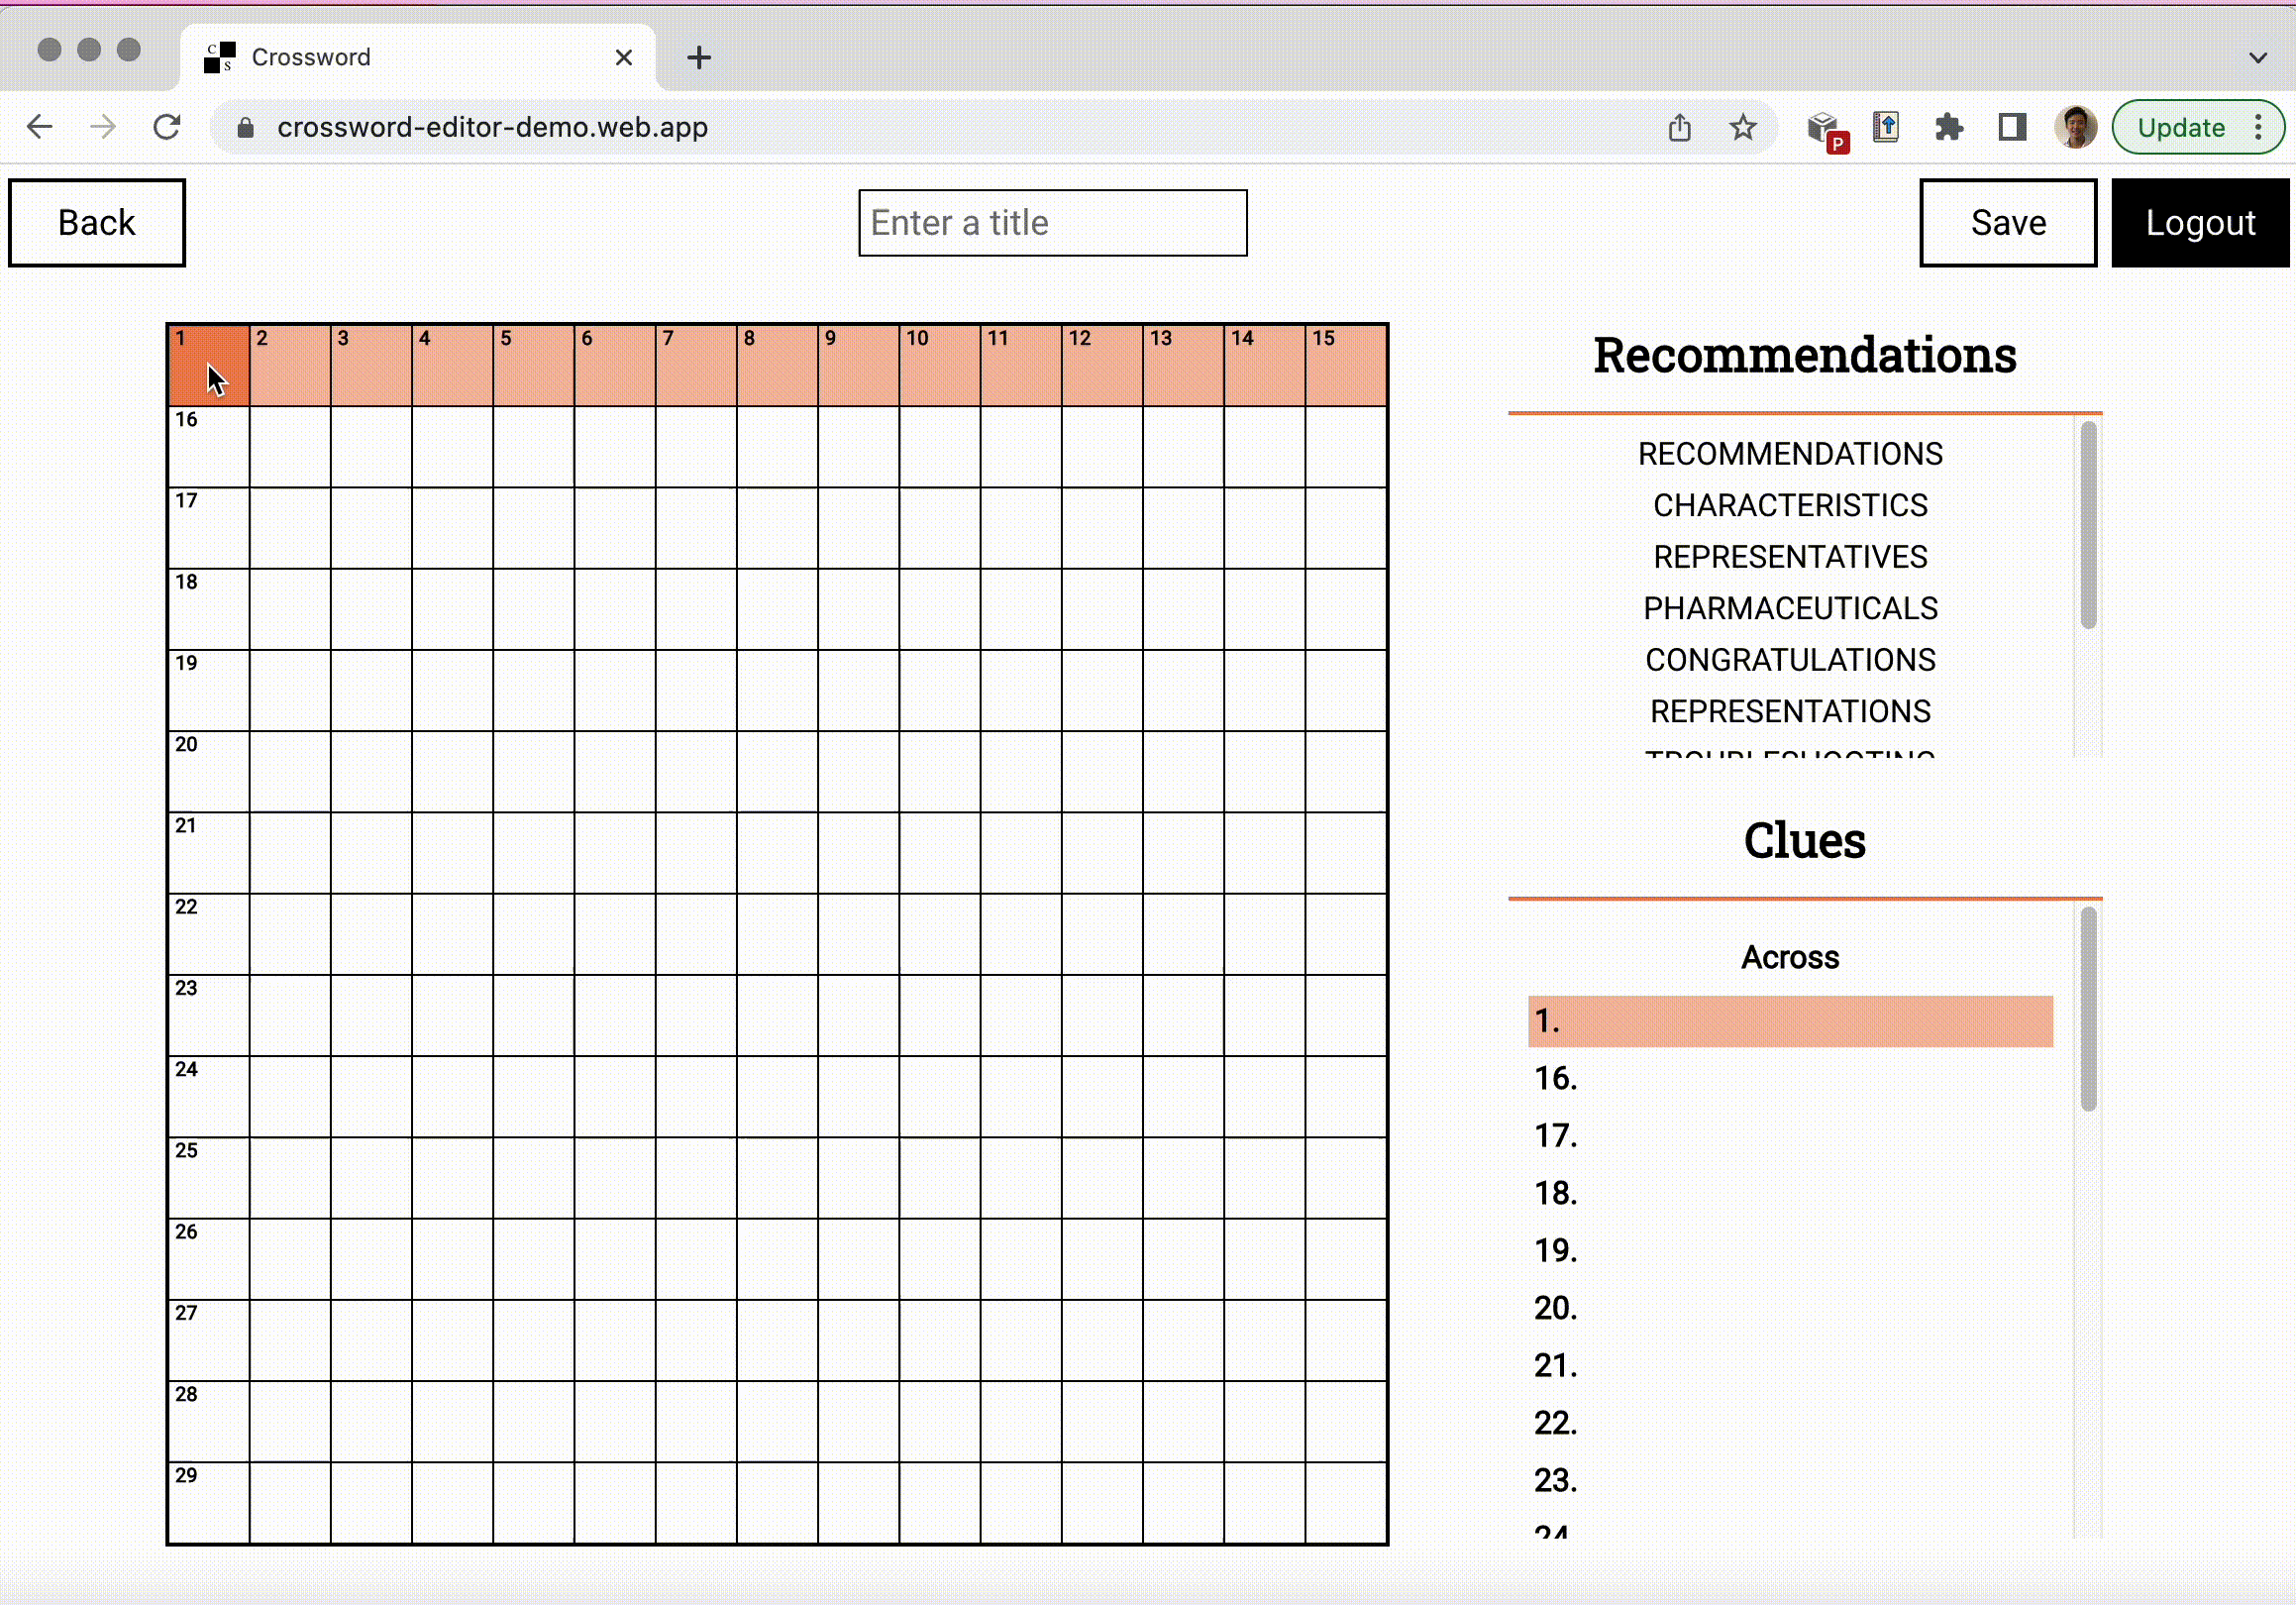 C S Crossword
crossword-editor-demo.web.app P Update
Back Enter a title Save Logout
1 2 3 4 5 6 7 8 9 10 11 12 13 14 15
16
17
18
19
20
21
22
23
24
25
26
27
28
29
Recommendations
RECOMMENDATIONS
CHARACTERISTICS
REPRESENTATIVES
PHARMACEUTICALS
CONGRATULATIONS
REPRESENTATIONS
TROUBLESHOOTING
Clues
Across
1.
16.
17.
18.
19.
20.
21.
22.
23.
24